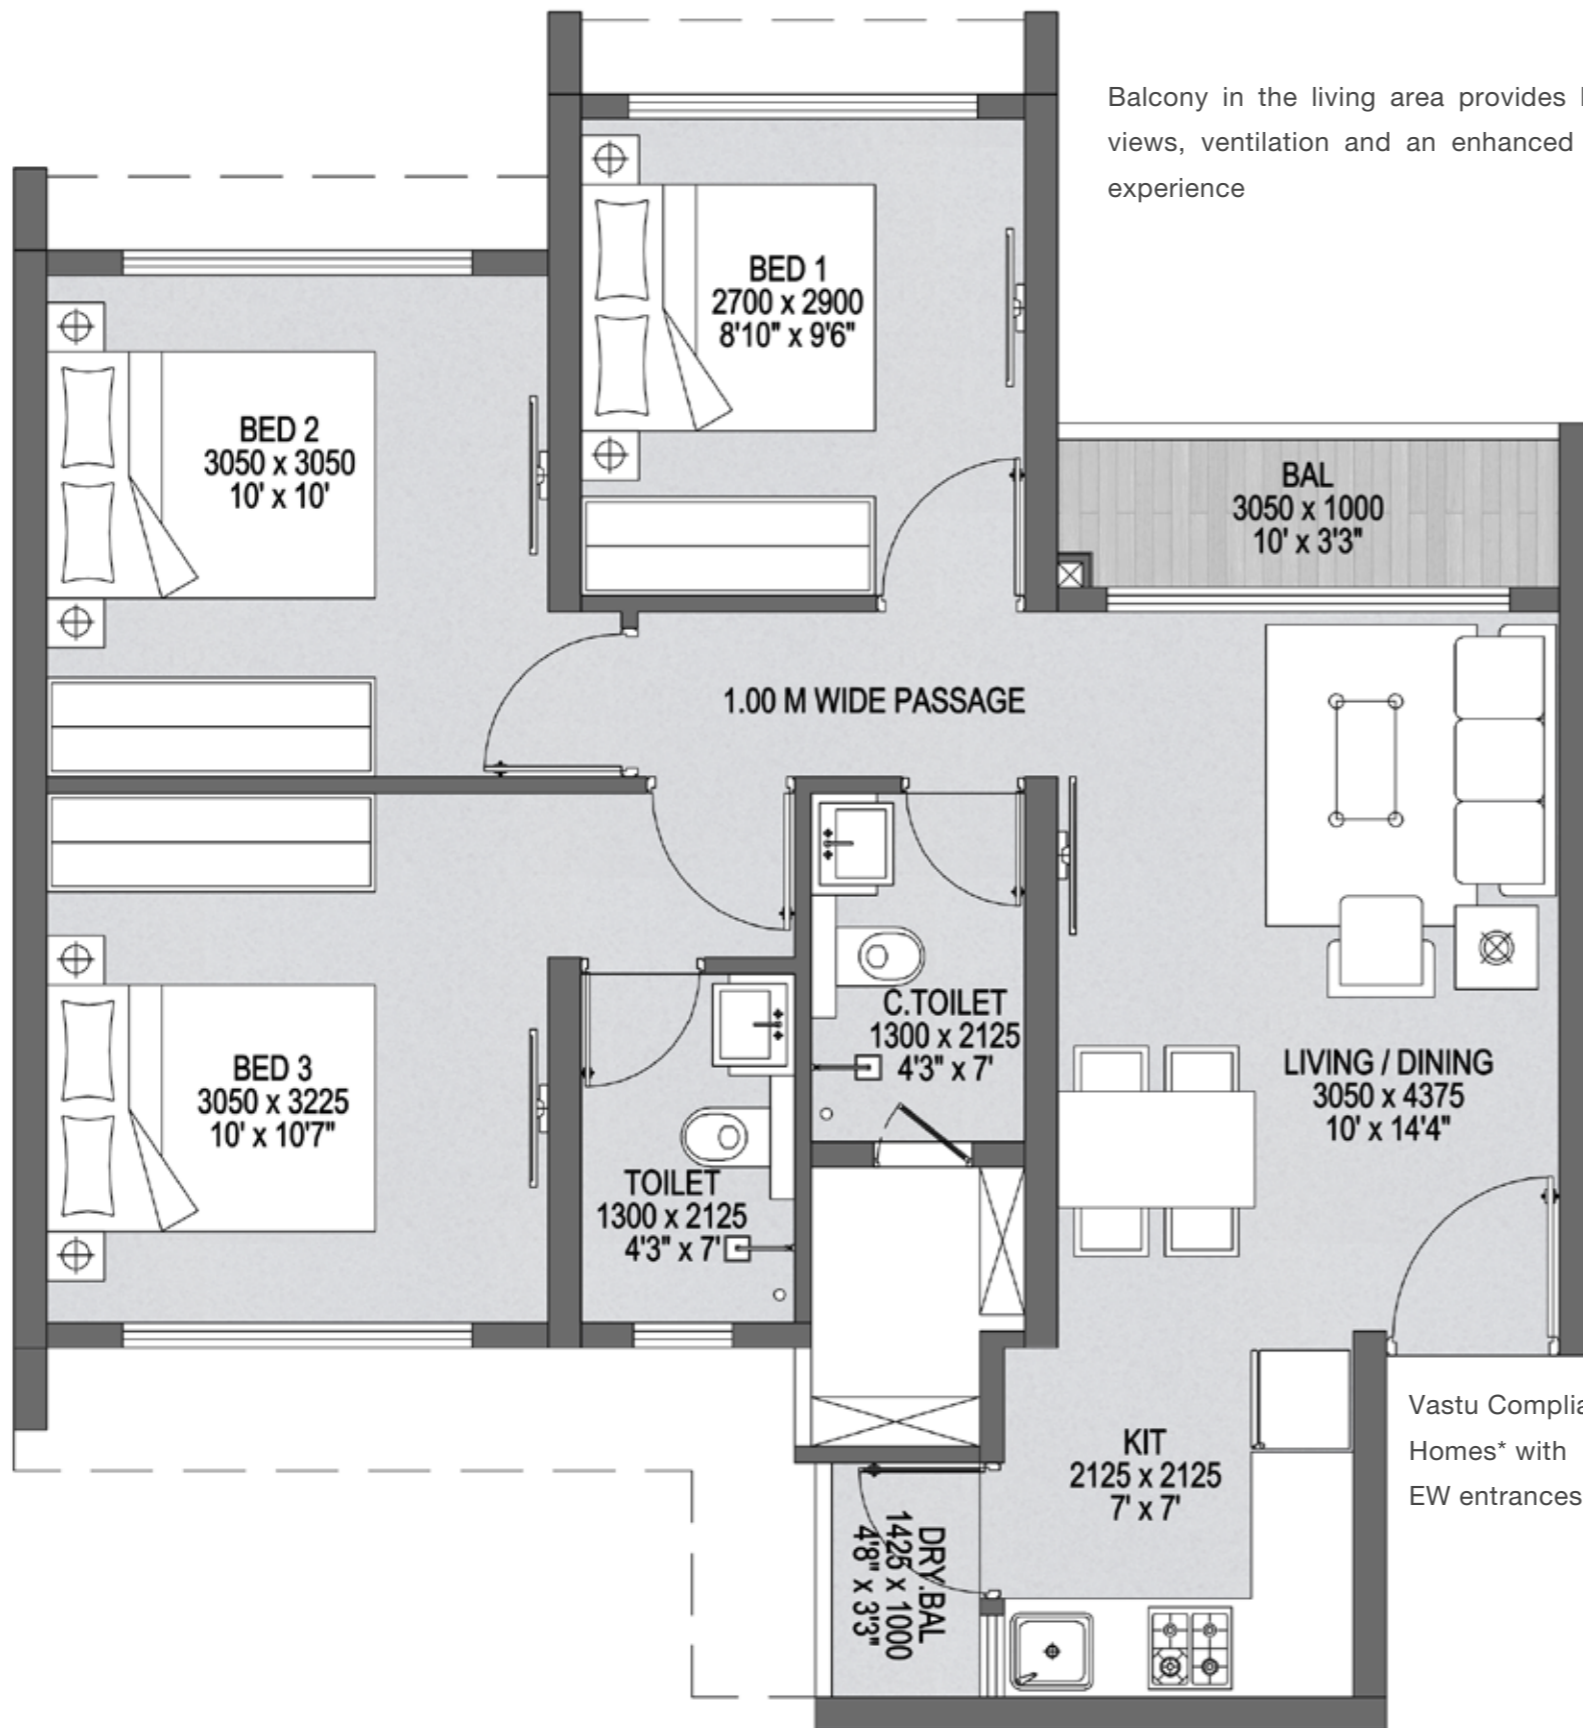 Balcony in the living area provides
views, ventilation and an enhanced
experience
BED 1
2700 x 2900
8'10" x 9'6"
BED 2
3050 x 3050
10' x 10'
BAL
3050 x 1000
10' x 3'3"
1.00 M WIDE PASSAGE
C.TOILET
1300 x 2125
4'3" x 7'
BED 3
3050 x 3225
10' x 10'7"
LIVING / DINING
3050 x 4375
10' x 14'4"
TOILET
1300 x 2125
4'3" x 7'
Vastu Complia
Homes* with
EW entrances
KIT
2125 x 2125
7' x 7'
DRY.BAL
1425 x 1000
4'8" x 3'3"